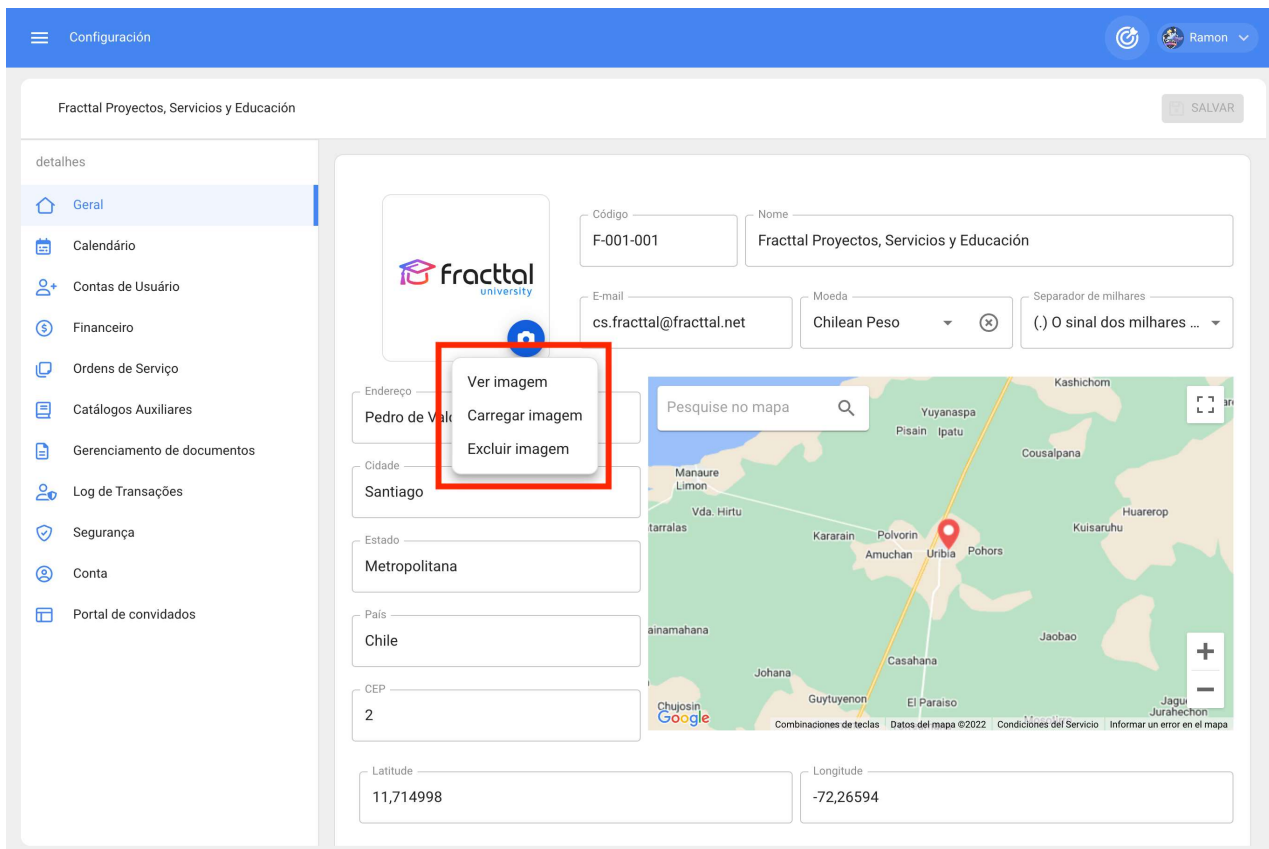 Configuración
Ramon
Fracttal Proyectos, Servicios y Educación
SALVAR
detalhes
Geral
Calendário
Contas de Usuário
Financeiro
Ordens de Serviço
Catálogos Auxiliares
Gerenciamento de documentos
Log de Transações
Segurança
Conta
Portal de convidados
fracttal
university
Código
F-001-001
Nome
Fracttal Proyectos, Servicios y Educación
E-mail
cs.fracttal@fracttal.net
Moeda
Chilean Peso
Separador de milhares
(.) O sinal dos milhares ...
Ver imagem
Carregar imagem
Excluir imagem
Endereço
Pedro de
Cidade
Santiago
Estado
Metropolitana
País
Chile
CEP
2
Pesquise no mapa
Kashichom
Yuyanaspa
Pisain Ipatu
Cousalpana
Manaure
Limon
Vda. Hirtu
Huarerop
tarralas
Kararain
Polvorin
Kuisaruhu
Amuchan
Uribia
Pohors
ainamahana
Jaobao
Casahana
Johana
Guytuyenon
El Paraiso
Chujosin
Jurahechon
Google
Combinaciones de teclas
Datos del mapa ©2022
Condiciones del Servicio
Informar un error en el mapa
Latitude
11,714998
Longitude
-72,26594